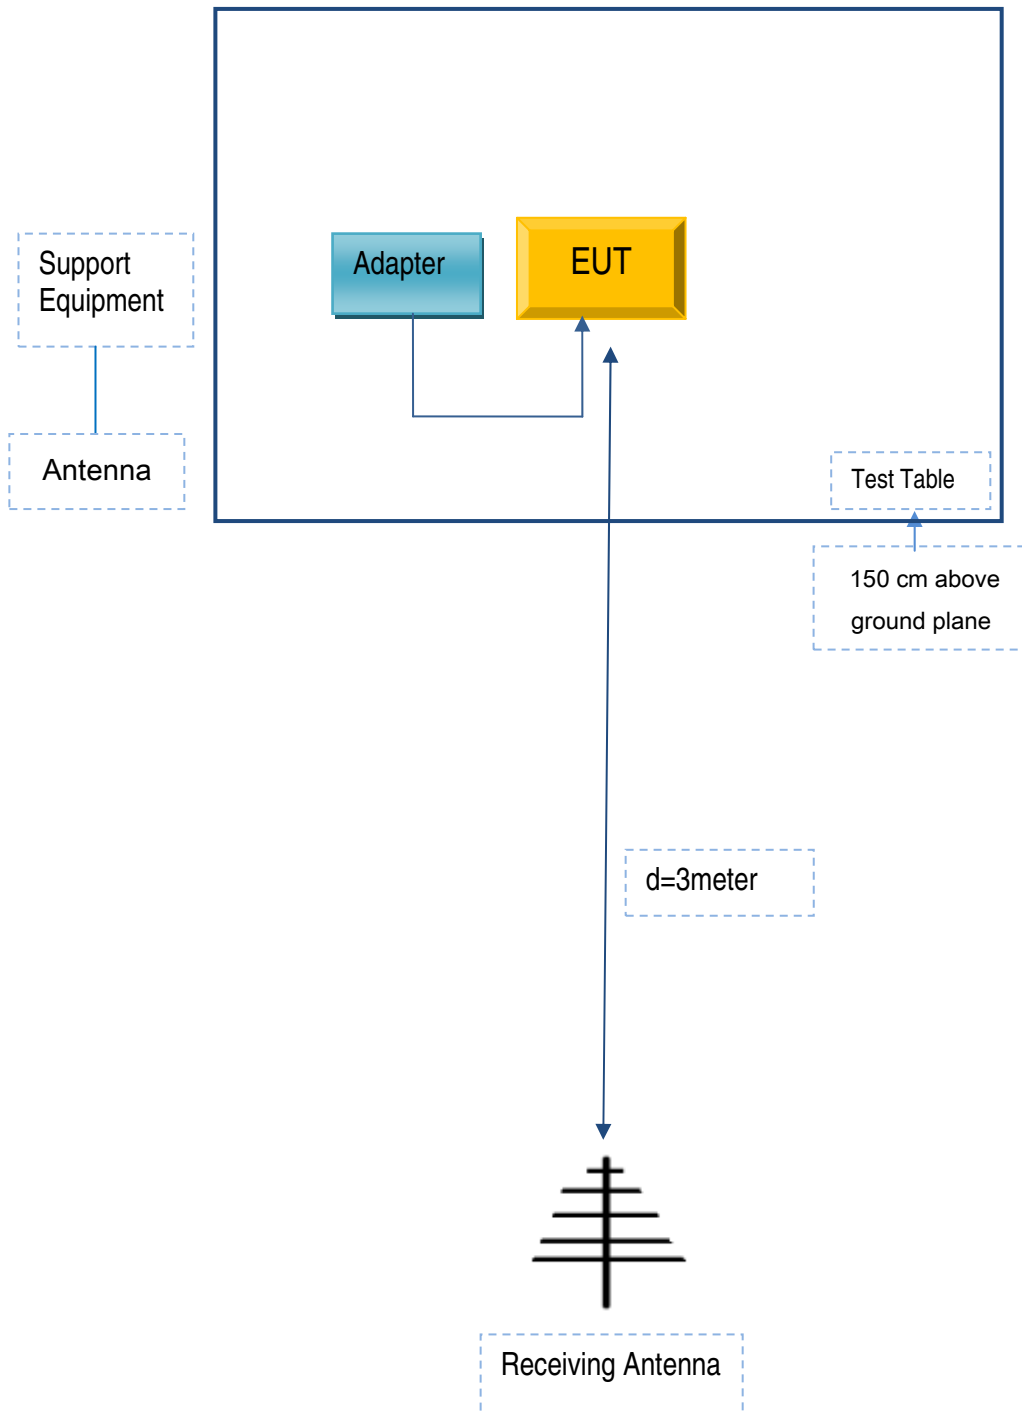 Support
Equipment
Adapter
EUT
Antenna
Test Table
150 cm above
ground plane
d=3meter
Receiving Antenna